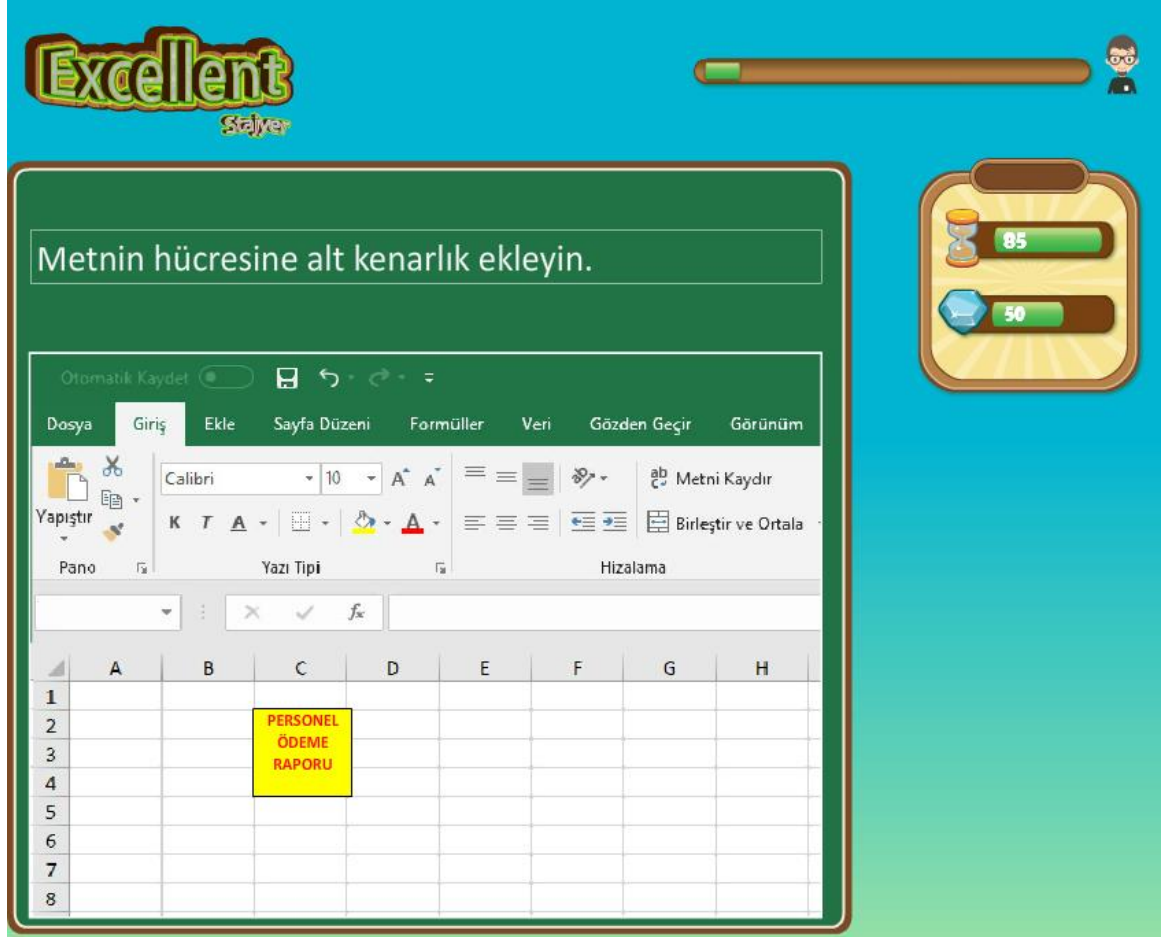 Excellent
Stajyer
85
50
Metnin hücresine alt kenarlık ekleyin.
Otomatik Kaydet
Dosya Giriş Ekle Sayfa Düzeni Formüller Veri Gözden Geçir Görünüm
Yapıştır
Calibri 10 A A ab Metni Kaydır
K T A A Birleştir ve Ortala
Pano Yazı Tipi Hizalama
fx
A B C D E F G H
1
2
3
4
5
6
7
8
PERSONEL
ÖDEME
RAPORU